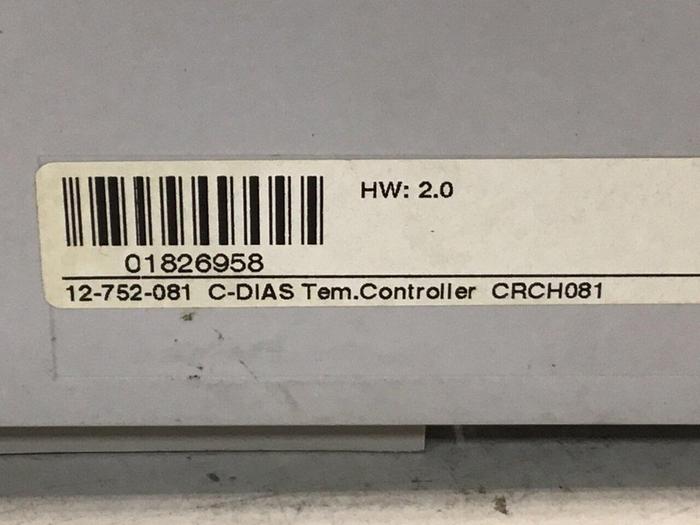 HW: 2.0
01826958
12-752-081 C-DIAS Tem.Controller CRCH081